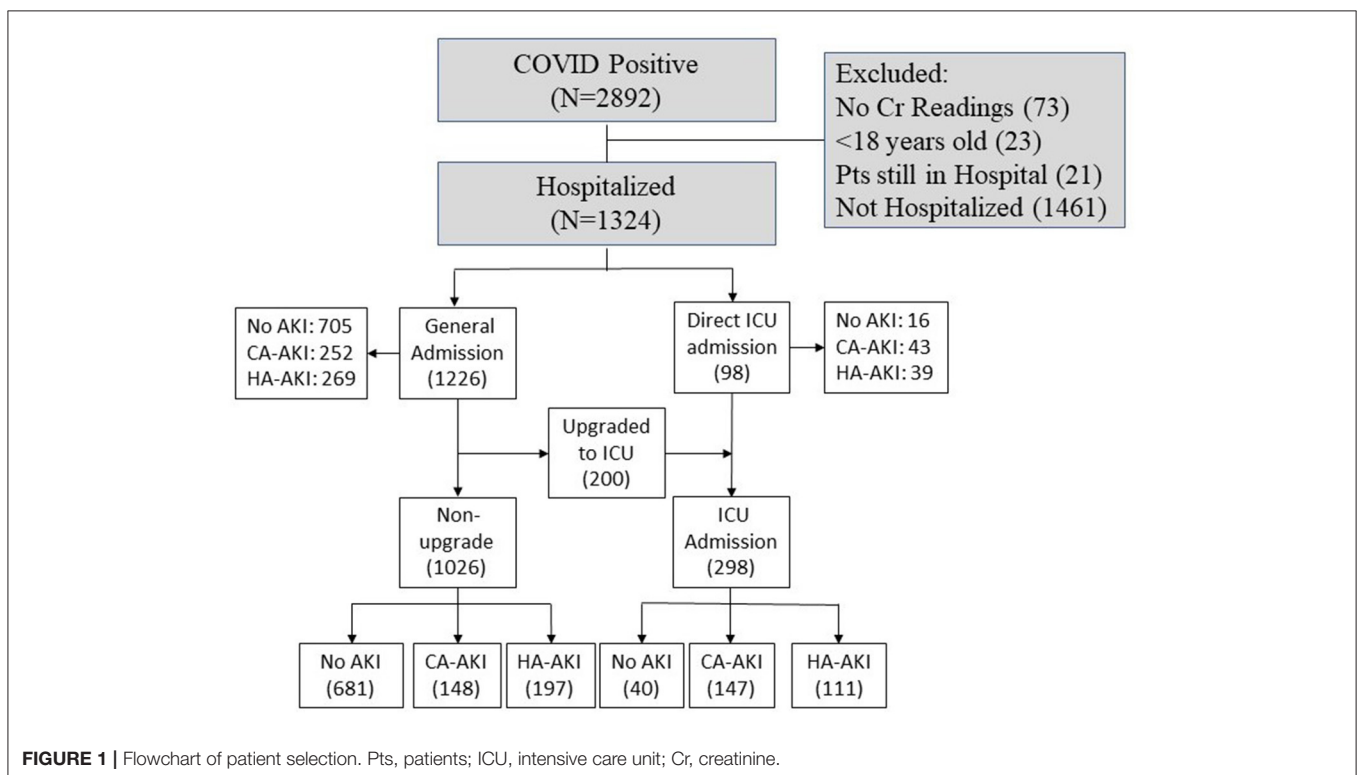 COVID Positive
(N=2892)
Excluded:
No Cr Readings (73)
<18 years old (23)
Pts still in Hospital (21)
Not Hospitalized (1461)
Hospitalized
(N=1324)
No AKI: 705
CA-AKI: 252
HA-AKI: 269
General
Admission
(1226)
Direct ICU
admission
(98)
No AKI: 16
CA-AKI: 43
HA-AKI: 39
Upgraded
to ICU
(200)
Non-
upgrade
(1026)
ICU
Admission
(298)
No AKI
(681)
CA-AKI
(148)
HA-AKI
(197)
No AKI
(40)
CA-AKI
(147)
HA-AKI
(111)
FIGURE 1 | Flowchart of patient selection. Pts, patients; ICU, intensive care unit; Cr, creatinine.